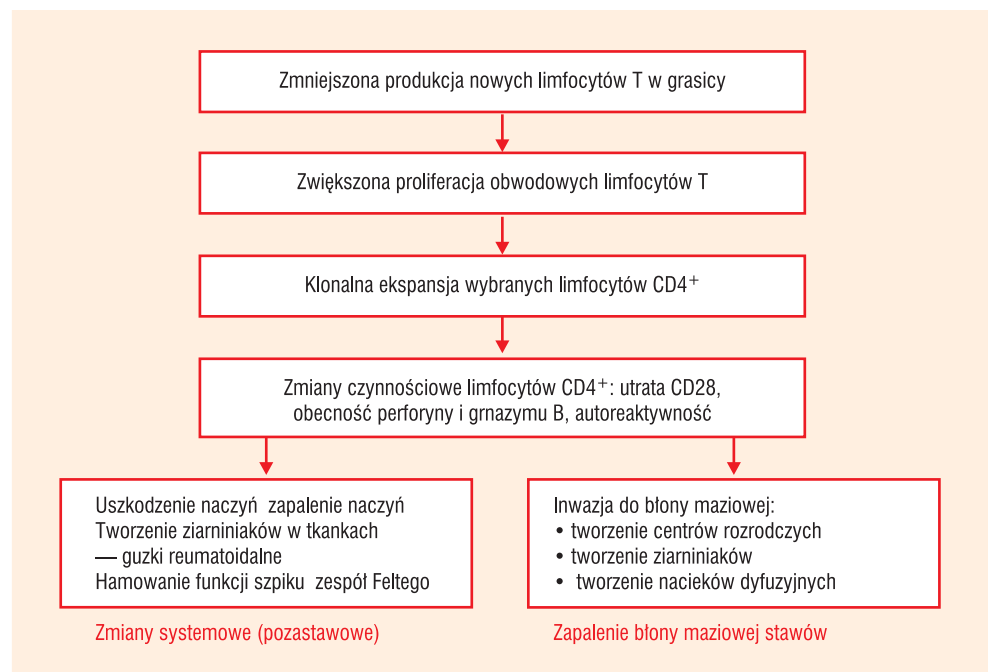 Zmniejszona produkcja nowych limfocytów T w grasicy
Zwiększona proliferacja obwodowych limfocytów T
Klonalna ekspansja wybranych limfocytów CD4+
Zmiany czynnościowe limfocytów CD4+: utrata CD28,
obecność perforyny i grnazymu B, autoreaktywność
Uszkodzenie naczyń zapalenie naczyń
Tworzenie ziarniniaków w tkankach
— guzki reumatoidalne
Hamowanie funkcji szpiku zespół Feltego
Zmiany systemowe (pozastawowe)
Inwazja do błony maziowej:
• tworzenie centrów rozrodczych
• tworzenie ziarniniaków
• tworzenie nacieków dyfuzyjnych
Zapalenie błony maziowej stawów